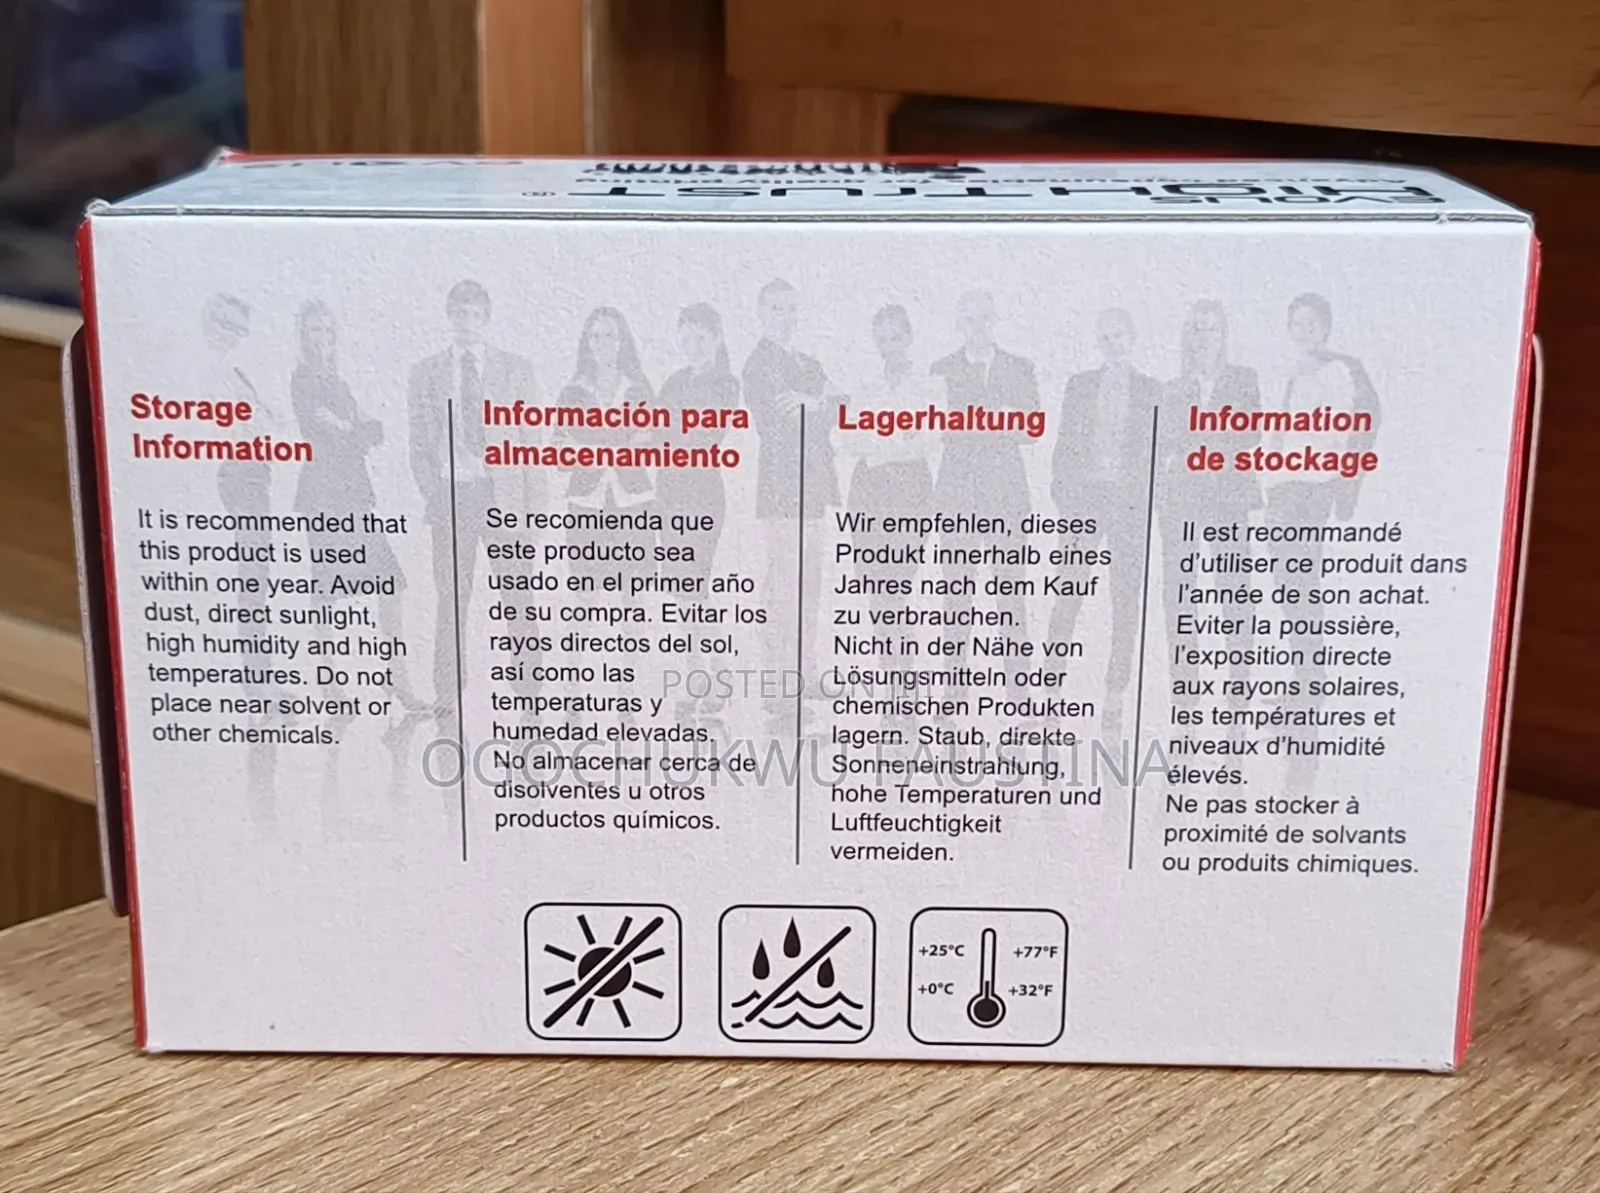 EVOLIS
HIGH TRUST®
Storage
Information
It is recommended that
this product is used
within one year. Avoid
dust, direct sunlight,
high humidity and high
temperatures. Do not
place near solvent or
other chemicals.
Información para
almacenamiento
Se recomienda que
este producto sea
usado en el primer año
de su compra. Evitar los
rayos directos del sol,
así como las
temperaturas y
humedad elevadas.
No almacenar cerca de
disolventes u otros
productos químicos.
Lagerhaltung
Wir empfehlen, dieses
Produkt innerhalb eines
Jahres nach dem Kauf
zu verbrauchen.
Nicht in der Nähe von
Lösungsmitteln oder
chemischen Produkten
lagern. Staub, direkte
Sonneneinstrahlung,
hohe Temperaturen und
Luftfeuchtigkeit
vermeiden.
Information
de stockage
Il est recommandé
d'utiliser ce produit dans
l'année de son achat.
Eviter la poussière,
l'exposition directe
aux rayons solaires,
les températures et
niveaux d'humidité
élevés.
Ne pas stocker à
proximité de solvants
ou produits chimiques.
POSTED ON
OGOCHUKWU FAUSTINA
+25°C +77°F
+0°C +32°F